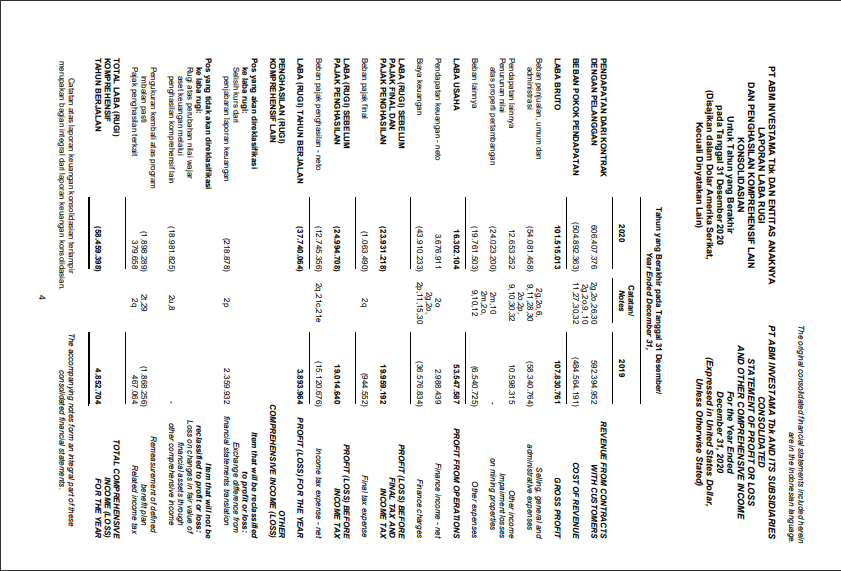 The original consolidated financial statements included herein
are in the Indonesian language.
PT ABM INVESTAMA Tbk DAN ENTITAS ANAKNYA
LAPORAN LABA RUGI
DAN PENGHASILAN KOMPREHENSIF LAIN
KONSOLIDASIAN
Untuk Tahun yang Berakhir
pada Tanggal 31 Desember 2020
(Disajikan dalam Dolar Amerika Serikat,
Kecuali Dinyatakan Lain)
PT ABM INVESTAMA Tbk AND ITS SUBSIDIARIES
CONSOLIDATED
STATEMENT OF PROFIT OR LOSS
AND OTHER COMPREHENSIVE INCOME
For the Year Ended
December 31, 2020
(Expressed in United States Dollar,
Unless Otherwise Stated)
Tahun yang Berakhir pada Tanggal 31 Desember/
Year Ended December 31,
2020 Catatan/ Notes 2019
PENDAPATAN DARI KONTRAK REVENUE FROM CONTRACTS
DENGAN PELANGGAN 606.407.376 2g,2o,26,30 592.394.952 WITH CUSTOMERS
2g,2o,9,10
BEBAN POKOK PENDAPATAN (504.892.363) 11,27,30,32 (484.564.191) COST OF REVENUE
LABA BRUTO 101.515.013 107.830.761 GROSS PROFIT
Beban penjualan, umum dan 2g,2o,6, Selling, general and
administrasi (54.081.458) 9,11,28,30 (58.340.764) administrative expenses
2o,2p,
Pendapatan lainnya 12.653.252 9,10,30,32 10.598.315 Other income
Penurunan nilai Impairment losses
atas properti pertambangan (24.022.200) 2m,10 - on mining properties
2m,2o,
Beban lainnya (19.761.503) 9,10,12 (6.540.725) Other expenses
LABA USAHA 16.302.104 53.547.587 PROFIT FROM OPERATIONS
Pendapatan keuangan - neto 3.676.911 2o 2.988.439 Finance income - net
2g,2o,
Biaya keuangan (43.910.233) 2p,11,15,30 (36.576.834) Finance charges
LABA (RUGI) SEBELUM PROFIT (LOSS) BEFORE
PAJAK FINAL DAN FINAL TAX AND
PAJAK PENGHASILAN (23.931.218) 19.959.192 INCOME TAX
Beban pajak final (1.063.490) 2q (944.552) Final tax expense
LABA (RUGI) SEBELUM PROFIT (LOSS) BEFORE
PAJAK PENGHASILAN (24.994.708) 19.014.640 INCOME TAX
Beban pajak penghasilan - neto (12.745.356) 2q,21c,21e (15.120.676) Income tax expense - net
LABA (RUGI) TAHUN BERJALAN (37.740.064) 3.893.964 PROFIT (LOSS) FOR THE YEAR
PENGHASILAN (RUGI) OTHER
KOMPREHENSIF LAIN COMPREHENSIVE INCOME (LOSS)
Pos yang akan direklasifikasi Item that will be reclassified
ke laba rugi: to profit or loss:
Selisih kurs dari Exchange difference from
penjabaran laporan keuangan (218.878) 2p 2.359.932 financial statements translation
Pos yang tidak akan direklasifikasi Item that will not be
ke laba rugi: reclassified to profit or loss:
Rugi atas perubahan nilai wajar Loss on changes in fair value of
aset keuangan melalui financial assets through
penghasilan komprehensif lain (18.981.825) 2u,8 - other comprehensive income
Pengukuran kembali atas program Remeasurement of defined
imbalan pasti (1.898.289) 2t,29 (1.868.256) benefit plan
Pajak penghasilan terkait 379.658 2q 467.064 Related income tax
TOTAL LABA (RUGI) TOTAL COMPREHENSIVE
KOMPREHENSIF INCOME (LOSS)
TAHUN BERJALAN (58.459.398) 4.852.704 FOR THE YEAR
Catatan atas laporan keuangan konsolidasian terlampir
merupakan bagian integral dari laporan keuangan konsolidasian.
The accompanying notes form an integral part of these
consolidated financial statements.
4